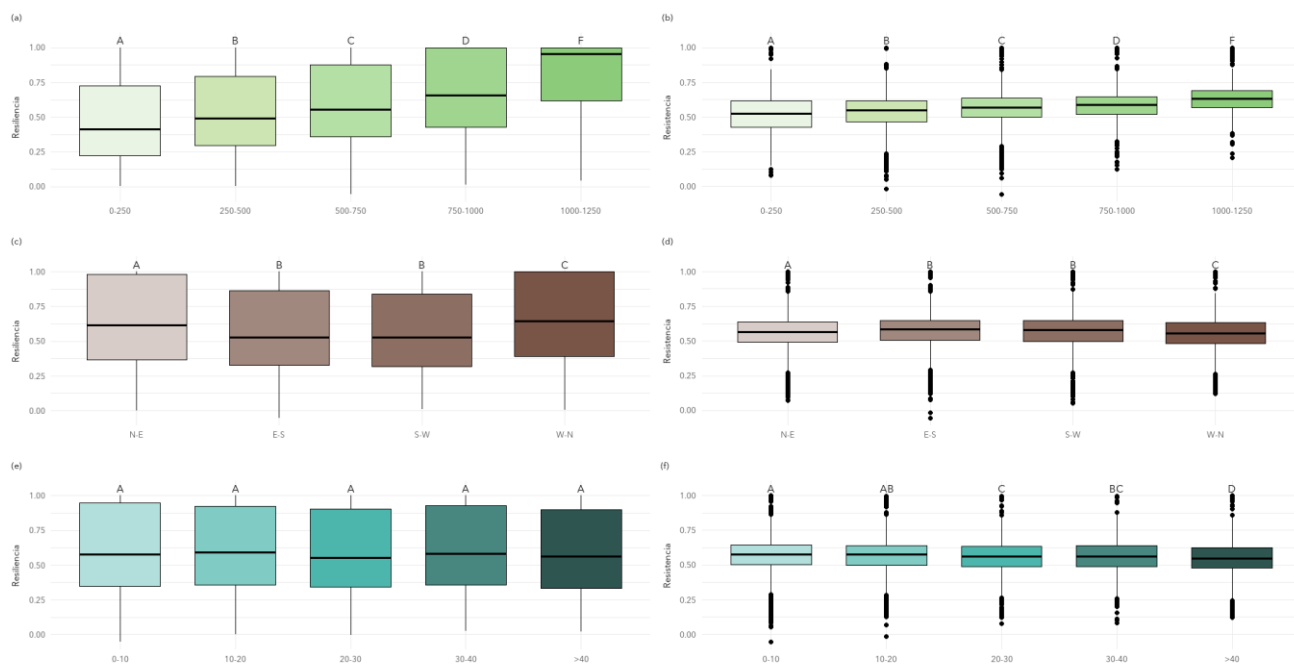 (a)
A B C D F
Resiliencia
1.00
0.75
0.50
0.25
0.00
0-250 250-500 500-750 750-1000 1000-1250
(b)
A B C D F
Resistencia
1.00
0.75
0.50
0.25
0.00
0-250 250-500 500-750 750-1000 1000-1250
(c)
A B B C
Resiliencia
1.00
0.75
0.50
0.25
0.00
N-E E-S S-W W-N
(d)
A B B C
Resistencia
1.00
0.75
0.50
0.25
0.00
N-E E-S S-W W-N
(e)
A A A A A
Resiliencia
1.00
0.75
0.50
0.25
0.00
0-10 10-20 20-30 30-40 >40
(f)
A AB C BC D
Resistencia
1.00
0.75
0.50
0.25
0.00
0-10 10-20 20-30 30-40 >40